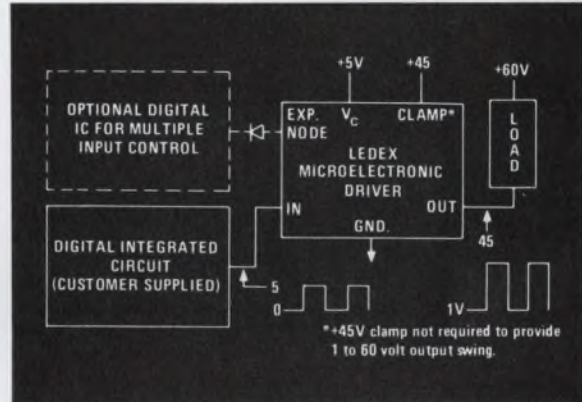 +5V
+45
+60V
OPTIONAL DIGITAL
IC FOR MULTIPLE
INPUT CONTROL
EXP.
NODE
VC
CLAMP*
LEDEX
MICROELECTRONIC
DRIVER
IN
OUT
GND.
LOAD
DIGITAL INTEGRATED
CIRCUIT
(CUSTOMER SUPPLIED)
45
5
0
1V
*+45V clamp not required to provide
1 to 60 volt output swing.